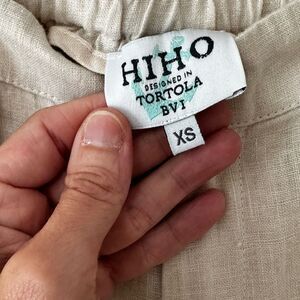 HIHO
DESIGNED IN
TORTOLA
BVI
XS